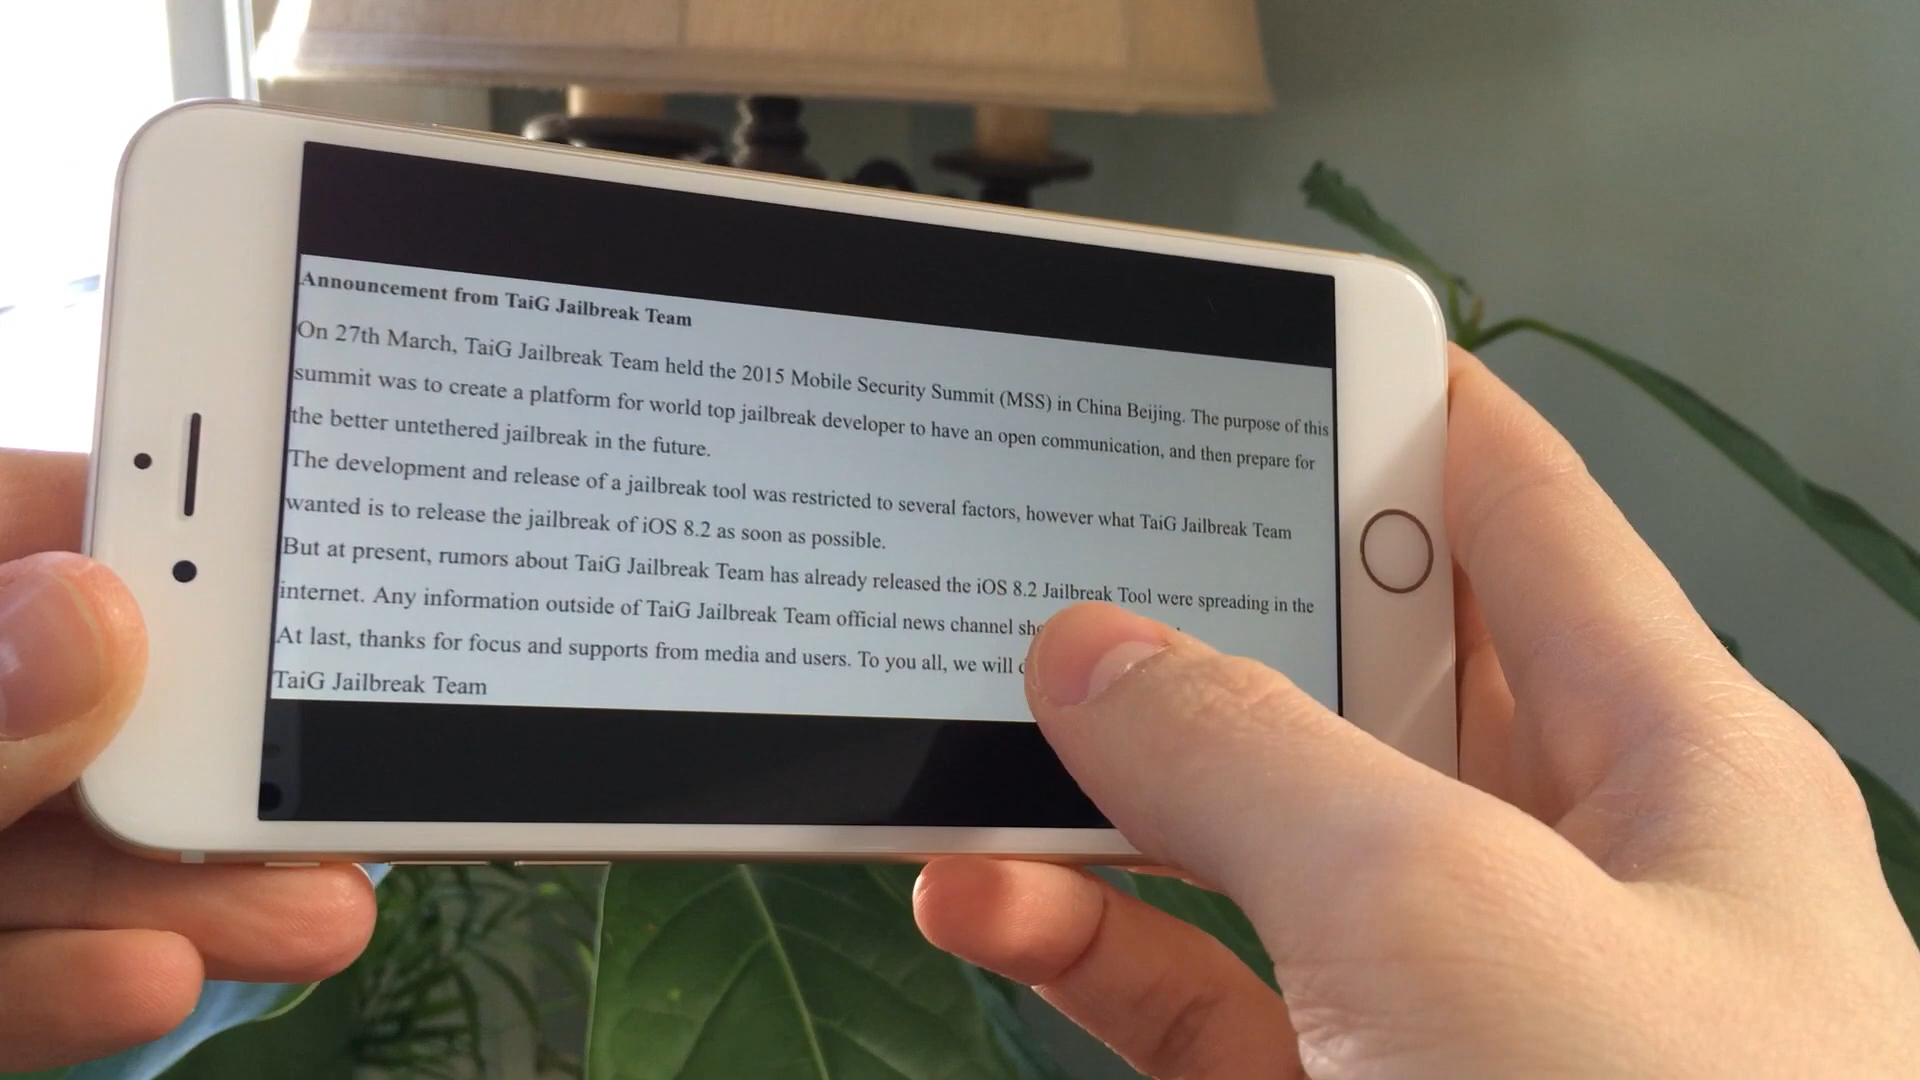 Announcement from TaiG Jailbreak Team
On 27th March, TaiG Jailbreak Team held the 2015 Mobile Security Summit (MSS) in China Beijing. The purpose of this
summit was to create a platform for world top jailbreak developer to have an open communication, and then prepare for
the better untethered jailbreak in the future.
The development and release of a jailbreak tool was restricted to several factors, however what TaiG Jailbreak Team
wanted is to release the jailbreak of iOS 8.2 as soon as possible.
But at present, rumors about TaiG Jailbreak Team has already released the iOS 8.2 Jailbreak Tool were spreading in the
internet. Any information outside of TaiG Jailbreak Team official news channel
At last, thanks for focus and supports from media and users. To you all, we will
TaiG Jailbreak Team